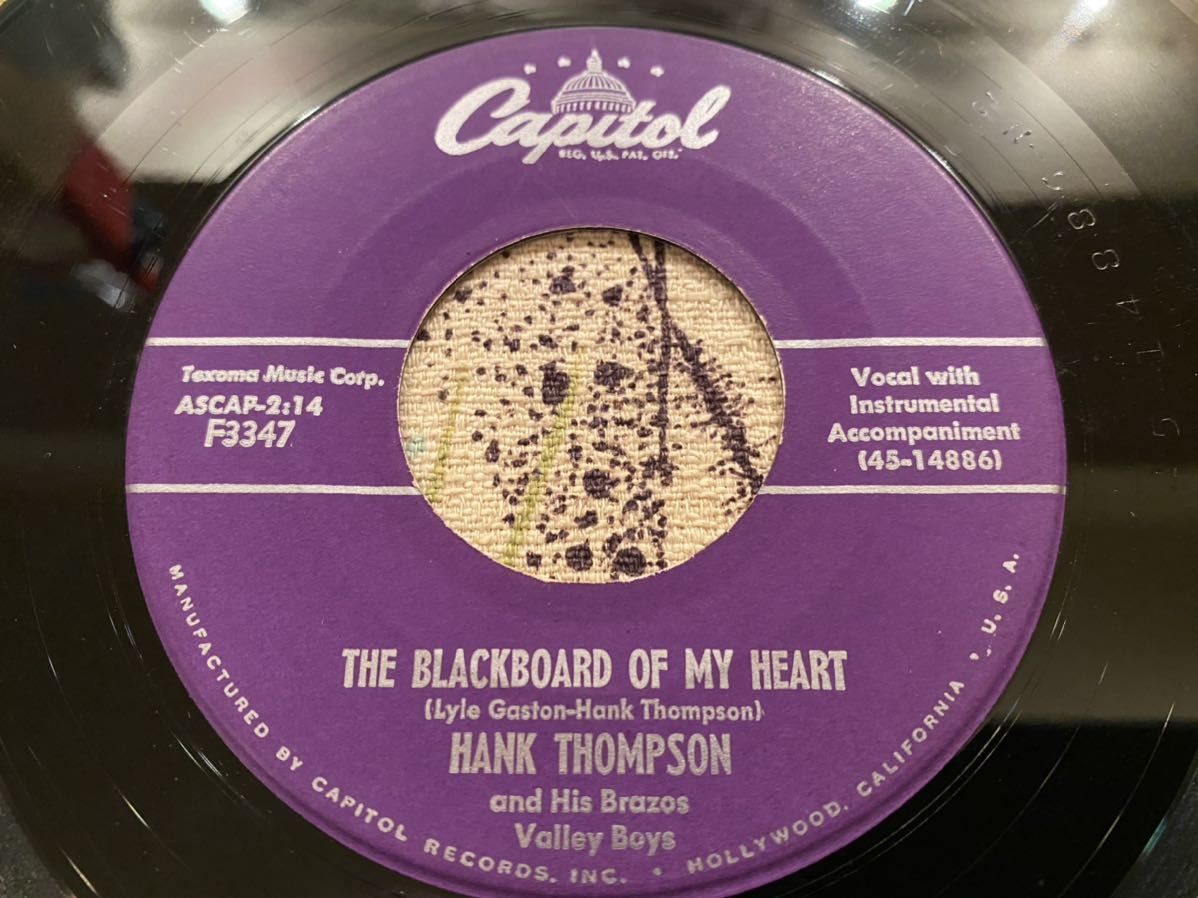 Capitol
REG. U.S. PAT. OFF.
Texoma Music Corp.
ASCAP-2:14
F3347
Vocal with
Instrumental
Accompaniment
(45-14886)
THE BLACKBOARD OF MY HEART
(Lyle Gaston-Hank Thompson)
HANK THOMPSON
and His Brazos
Valley Boys
MANUFACTURED BY CAPITOL RECORDS, INC. • HOLLYWOOD, CALIFORNIA, U.S.A.